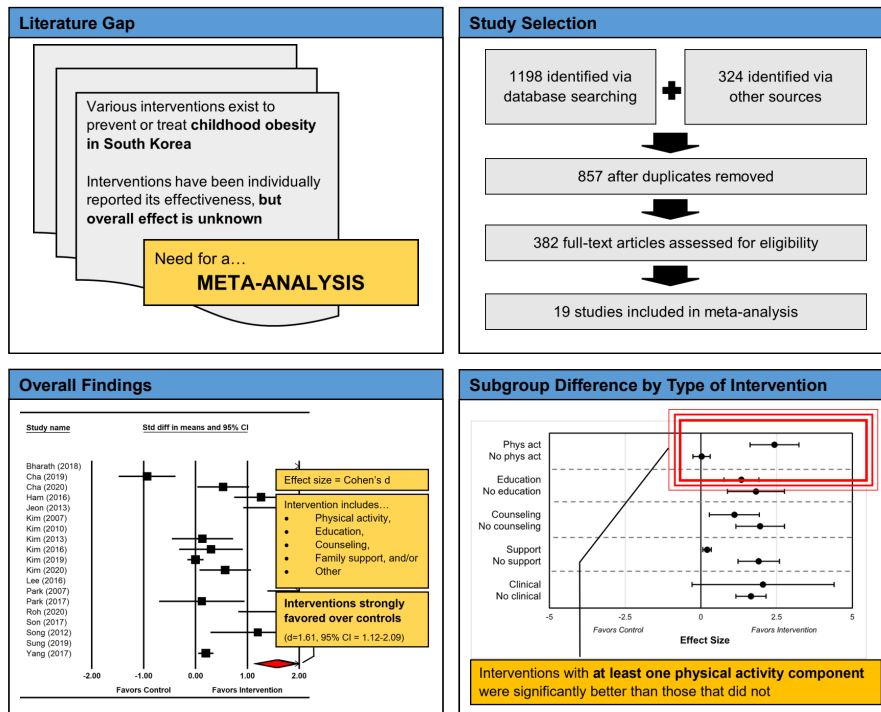 Literature Gap
Various interventions exist to
prevent or treat childhood obesity
in South Korea
Interventions have been individually
reported its effectiveness, but
overall effect is unknown
Need for a…
META-ANALYSIS
Study Selection
1198 identified via
database searching
324 identified via
other sources
857 after duplicates removed
382 full-text articles assessed for eligibility
19 studies included in meta-analysis
Overall Findings
Study name
Std diff in means and 95% CI
Bharath (2018)
Cha (2019)
Cha (2020)
Ham (2016)
Jeon (2013)
Kim (2007)
Kim (2010)
Kim (2013)
Kim (2016)
Kim (2019)
Kim (2020)
Lee (2016)
Park (2007)
Park (2017)
Roh (2020)
Son (2017)
Song (2012)
Sung (2019)
Yang (2017)
-2.00 -1.00 0.00 1.00 2.00
Favors Control Favors Intervention
Effect size = Cohen's d
Intervention includes…
• Physical activity,
• Education,
• Counseling,
• Family support, and/or
• Other
Interventions strongly
favored over controls
(d=1.61, 95% CI = 1.12-2.09)
Subgroup Difference by Type of Intervention
Phys act
No phys act
Education
No education
Counseling
No counseling
Support
No support
Clinical
No clinical
-5 -2.5 0 2.5 5
Favors Control Favors Intervention
Effect Size
Interventions with at least one physical activity component
were significantly better than those that did not